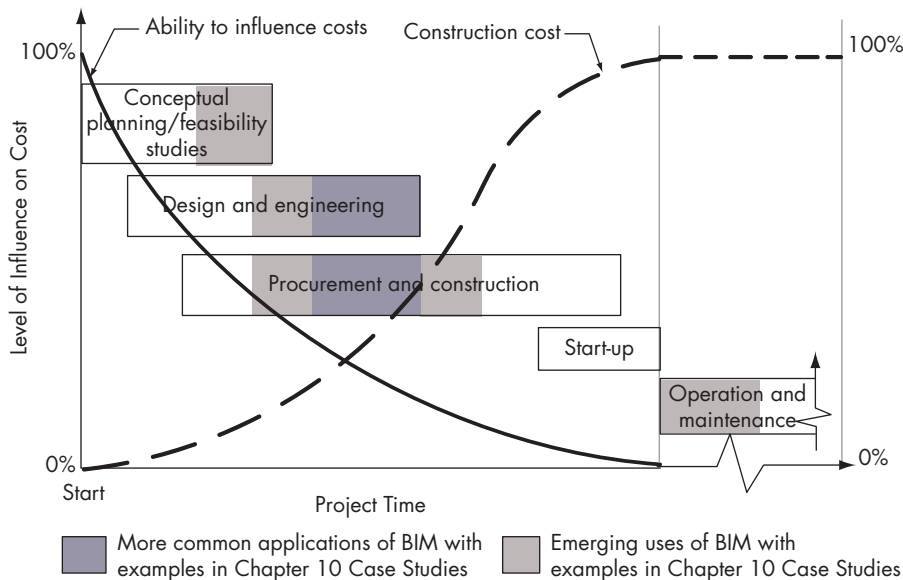 Ability to influence costs
Construction cost
100%
100%
Conceptual
planning/feasibility
studies
Design and engineering
Procurement and construction
Start-up
Operation and
maintenance
Level of Influence on Cost
0%
0%
Start
Project Time
More common applications of BIM with
examples in Chapter 10 Case Studies
Emerging uses of BIM with
examples in Chapter 10 Case Studies